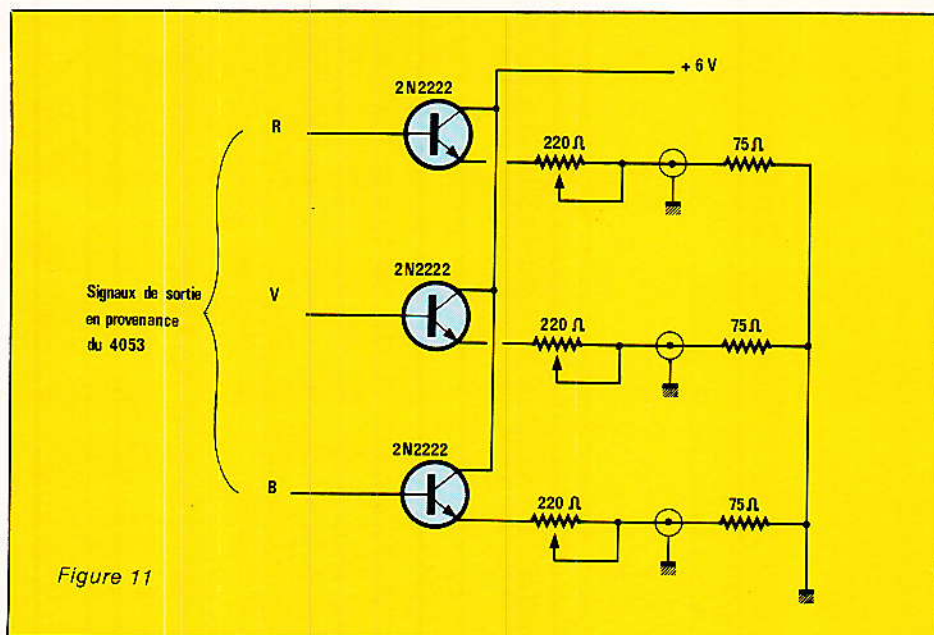 + 6 V
2N2222
R
220 Ω
75 Ω
2N2222
Signaux de sortie
en provenance
du 4053
V
220 Ω
75 Ω
2N2222
B
220 Ω
75 Ω
Figure 11